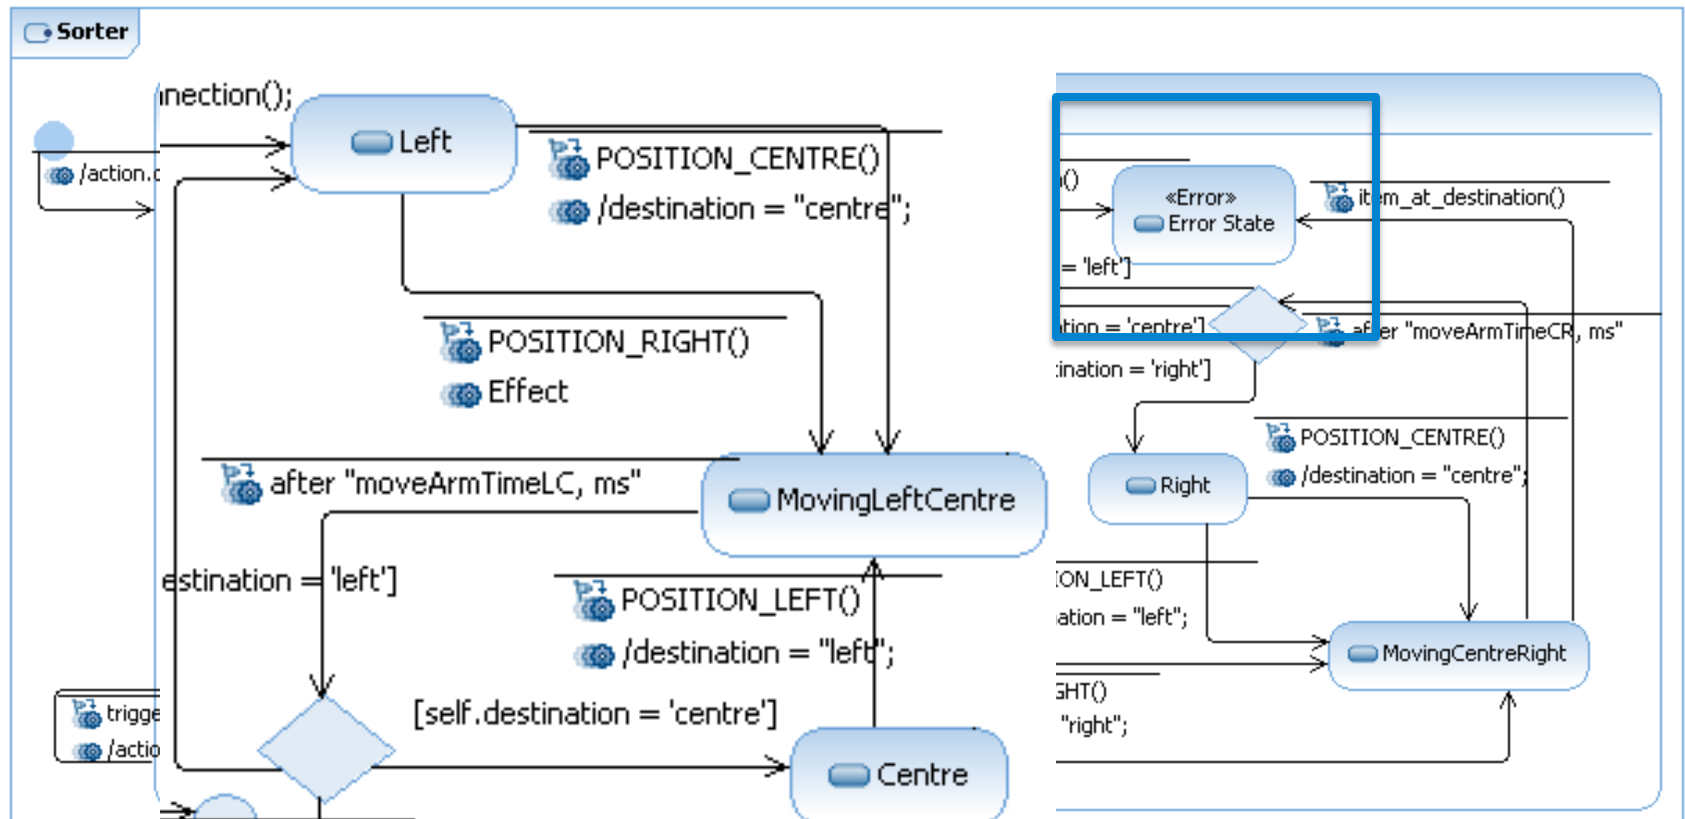 Sorter
nection();
/action.c
Left
POSITION_CENTRE()
/destination = "centre";
POSITION_RIGHT()
Effect
after "moveArmTimeLC, ms"
MovingLeftCentre
estination = 'left']
POSITION_LEFT()
/destination = "left";
[self.destination = 'centre']
Centre
trigge
/actio
()
«Error»
Error State
item_at_destination()
= 'left']
tion = 'centre']
after "moveArmTimeCR, ms"
ination = 'right']
POSITION_CENTRE()
/destination = "centre";
Right
ION_LEFT()
ation = "left";
MovingCentreRight
GHT()
"right";